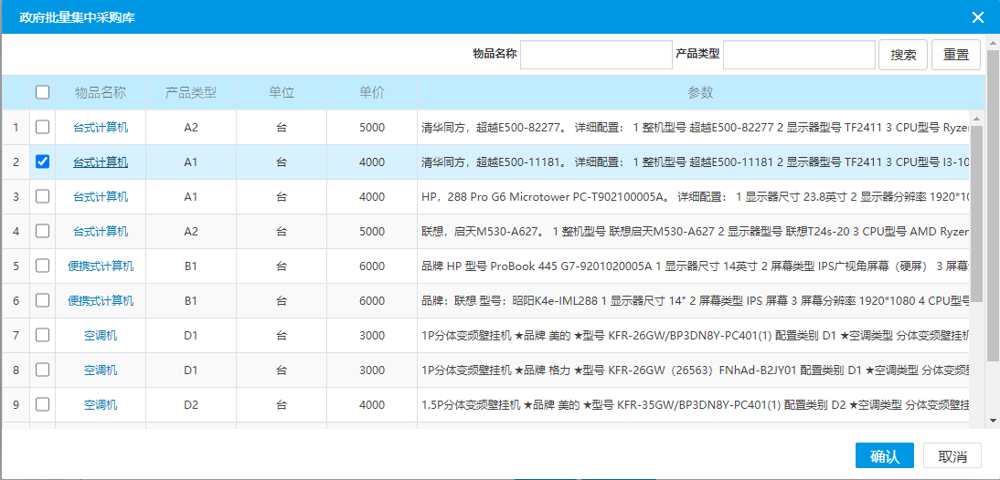 政府批量集中采购库
物品名称 产品类型 搜索 重置
物品名称 产品类型 单位 单价 参数
1 台式计算机 A2 台 5000 清华同方，超越E500-82277。 详细配置： 1 整机型号 超越E500-82277 2 显示器型号 TF2411 3 CPU型号 Ryze
2 台式计算机 A1 台 4000 清华同方，超越E500-11181。 详细配置： 1 整机型号 超越E500-11181 2 显示器型号 TF2411 3 CPU型号 I3-10
3 台式计算机 A1 台 4000 HP，288 Pro G6 Microtower PC-T902100005A。 详细配置： 1 显示器尺寸 23.8英寸 2 显示器分辨率 1920*10
4 台式计算机 A2 台 5000 联想，启天M530-A627。 1 整机型号 联想启天M530-A627 2 显示器型号 联想T24s-20 3 CPU型号 AMD Ryzen
5 便携式计算机 B1 台 6000 品牌 HP 型号 ProBook 445 G7-9201020005A 1 显示器尺寸 14英寸 2 屏幕类型 IPS广视角屏幕（硬屏） 3 屏幕
6 便携式计算机 B1 台 6000 品牌：联想 型号：昭阳K4e-IML288 1 显示器尺寸 14" 2 屏幕类型 IPS 屏幕 3 屏幕分辨率 1920*1080 4 CPU型号
7 空调机 D1 台 3000 1P分体变频壁挂机 ★品牌 美的 ★型号 KFR-26GW/BP3DN8Y-PC401(1) 配置类别 D1 ★空调类型 分体变频壁挂机
8 空调机 D1 台 3000 1P分体变频壁挂机 ★品牌 格力 ★型号 KFR-26GW（26563）FNhAd-B2JY01 配置类别 D1 ★空调类型 分体变频壁
9 空调机 D2 台 4000 1.5P分体变频壁挂机 ★品牌 美的 ★型号 KFR-35GW/BP3DN8Y-PC401(1) 配置类别 D2 ★空调类型 分体变频壁挂
确认 取消